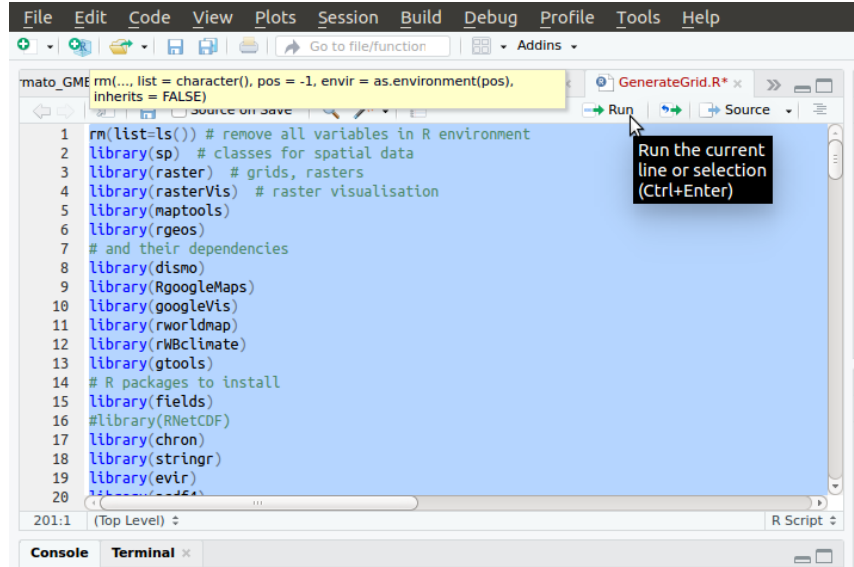 File Edit Code View Plots Session Build Debug Profile Tools Help
Go to file/function Addins
rmato_GME
rm(..., list = character(), pos = -1, envir = as.environment(pos),
inherits = FALSE)
GenerateGrid.R*
Source on Save Run Source
Run the current
line or selection
(Ctrl+Enter)
1 rm(list=ls()) # remove all variables in R environment
2 library(sp) # classes for spatial data
3 library(raster) # grids, rasters
4 library(rasterVis) # raster visualisation
5 library(maptools)
6 library(rgeos)
7 # and their dependencies
8 library(dismo)
9 library(RgoogleMaps)
10 library(googleVis)
11 library(rworldmap)
12 library(rWBclimate)
13 library(gtools)
14 # R packages to install
15 library(fields)
16 #library(RNetCDF)
17 library(chron)
18 library(stringr)
19 library(evir)
20
201:1 (Top Level) R Script
Console Terminal